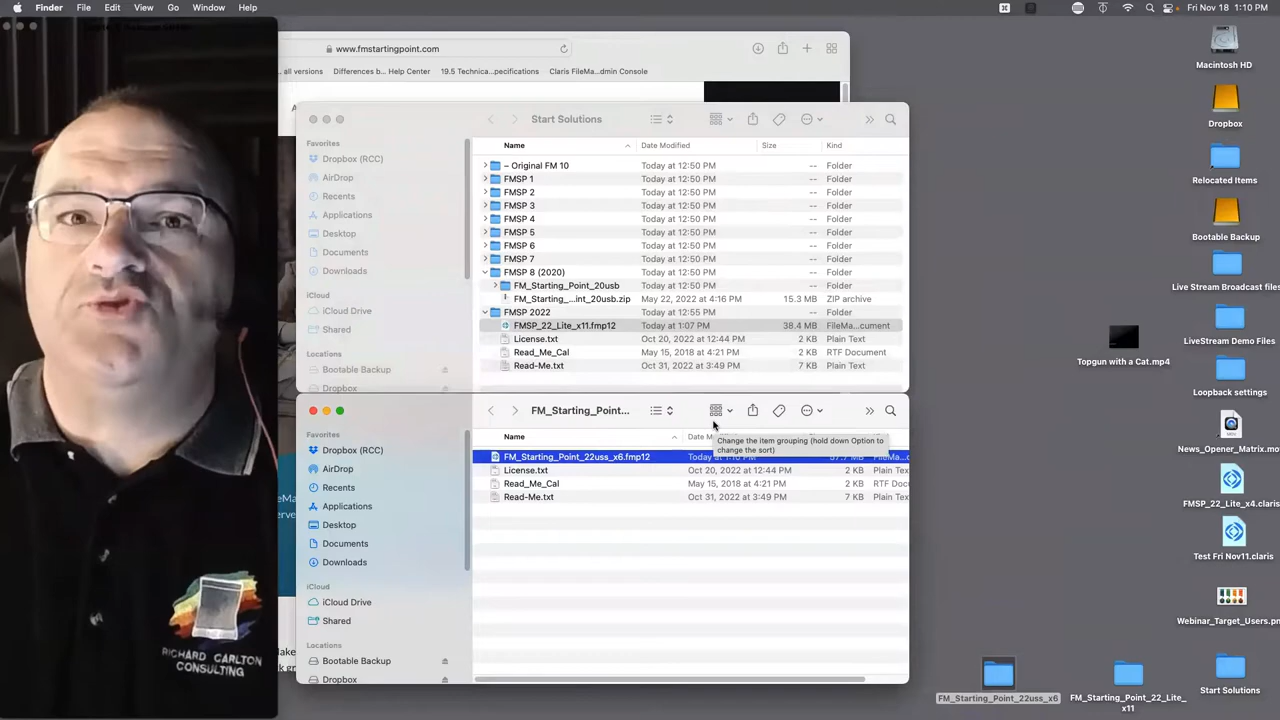 Finder File Edit View Go Window Help
Fri Nov 18 1:10 PM
www.fmstartingpoint.com
all versions Differences b... Help Center 19.5 Technica...pecifications Claris FileMa...dmin Console
Start Solutions
Favorites
Dropbox (RCC)
AirDrop
Recents
Applications
Desktop
Documents
Downloads
iCloud
iCloud Drive
Shared
Locations
Bootable Backup
Dropbox
Name Date Modified Size Kind
-- Original FM 10 Today at 12:50 PM -- Folder
FMSP 1 Today at 12:50 PM -- Folder
FMSP 2 Today at 12:50 PM -- Folder
FMSP 3 Today at 12:50 PM -- Folder
FMSP 4 Today at 12:50 PM -- Folder
FMSP 5 Today at 12:50 PM -- Folder
FMSP 6 Today at 12:50 PM -- Folder
FMSP 7 Today at 12:50 PM -- Folder
FMSP 8 (2020) Today at 12:50 PM -- Folder
FM_Starting_Point_20usb Today at 12:50 PM -- Folder
FM_Starting_...int_20usb.zip May 22, 2022 at 4:16 PM 15.3 MB ZIP archive
FMSP 2022 Today at 12:55 PM -- Folder
FMSP_22_Lite_x11.fmp12 Today at 1:07 PM 38.4 MB FileMa...cument
License.txt Oct 20, 2022 at 12:44 PM 2 KB Plain Text
Read_Me_Cal May 15, 2018 at 4:21 PM 2 KB RTF Document
Read-Me.txt Oct 31, 2022 at 3:49 PM 7 KB Plain Text
FM_Starting_Point...
Favorites
Dropbox (RCC)
AirDrop
Recents
Applications
Desktop
Documents
Downloads
iCloud
iCloud Drive
Shared
Locations
Bootable Backup
Dropbox
Name Date M
Change the item grouping (hold down Option to
change the sort)
FM_Starting_Point_22uss_x6.fmp12
License.txt Oct 20, 2022 at 12:44 PM 2 KB Plain Text
Read_Me_Cal May 15, 2018 at 4:21 PM 2 KB RTF Do
Read-Me.txt Oct 31, 2022 at 3:49 PM 7 KB Plain Text
RICHARD CARLTON
CONSULTING
Macintosh HD
Dropbox
Relocated Items
Bootable Backup
Live Stream Broadcast files
LiveStream Demo Files
Topgun with a Cat.mp4
Loopback settings
News_Opener_Matrix.mo
FMSP_22_Lite_x4.claris
Test Fri Nov11.claris
Webinar_Target_Users.pn
Start Solutions
FM_Starting_Point_22uss_x6
FM_Starting_Point_22_Lite_
x11